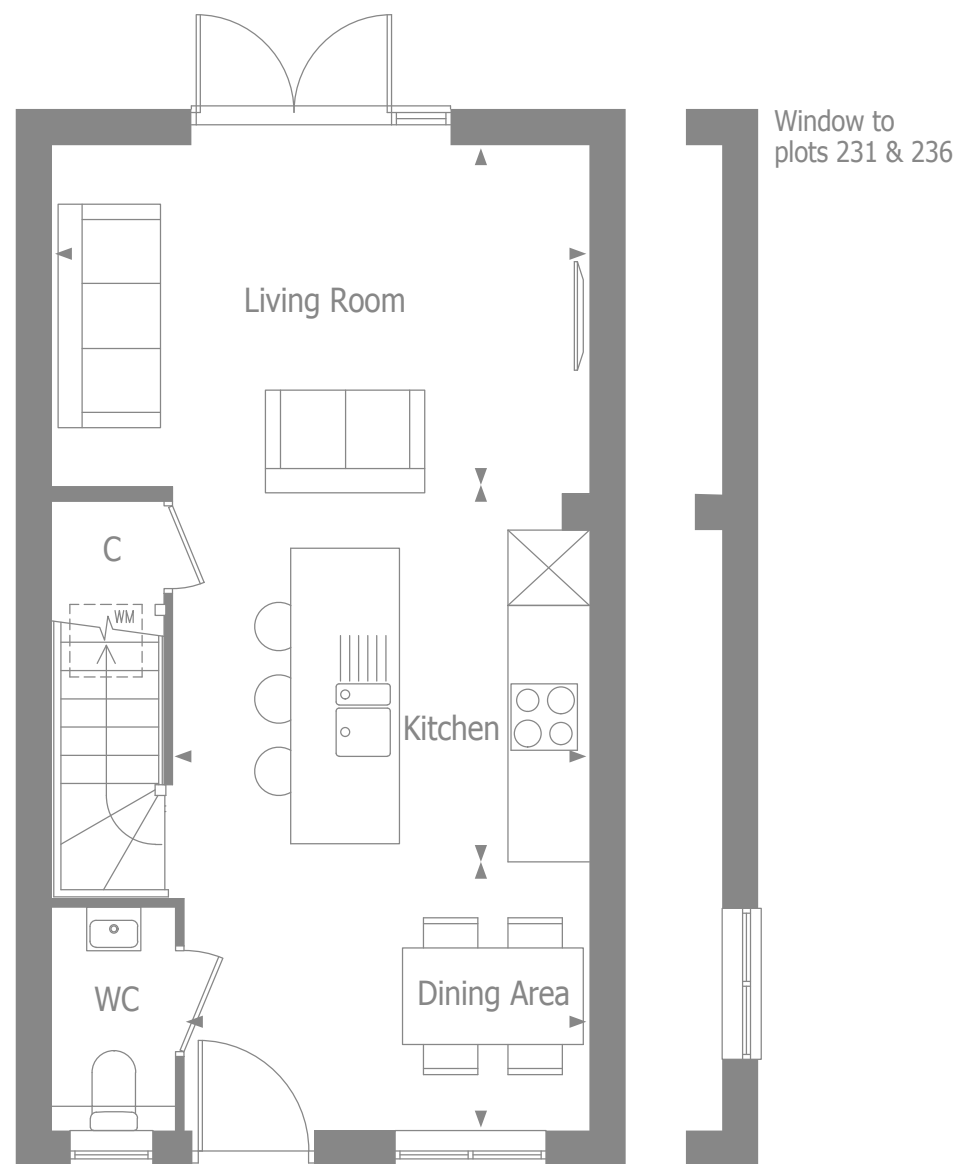 Window to
plots 231 & 236
Living Room
C
WM
Kitchen
WC
Dining Area